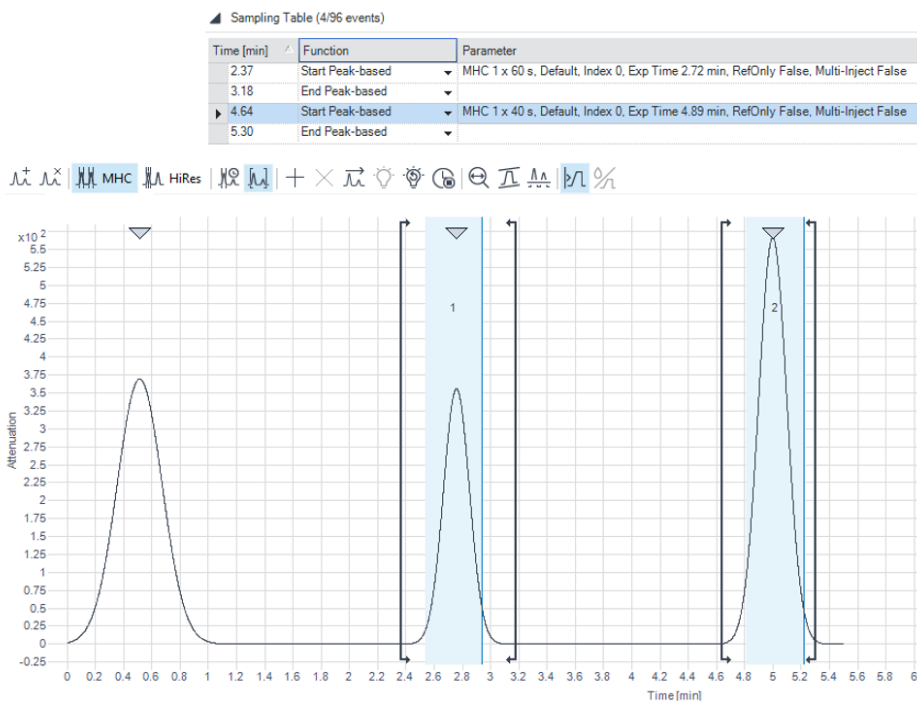 Sampling Table (4/96 events)
Time [min] Function Parameter
2.37 Start Peak-based MHC 1 x 60 s, Default, Index 0, Exp Time 2.72 min, RefOnly False, Multi-Inject False
3.18 End Peak-based
4.64 Start Peak-based MHC 1 x 40 s, Default, Index 0, Exp Time 4.89 min, RefOnly False, Multi-Inject False
5.30 End Peak-based
MHC HiRes
x10²
5.5
5.25
5
4.75
4.5
4.25
4
3.75
3.5
3.25
3
2.75
2.5
2.25
2
1.75
1.5
1.25
1
0.75
0.5
0.25
0
-0.25
Attenuation
1
2
0 0.2 0.4 0.6 0.8 1 1.2 1.4 1.6 1.8 2 2.2 2.4 2.6 2.8 3 3.2 3.4 3.6 3.8 4 4.2 4.4 4.6 4.8 5 5.2 5.4 5.6 5.8 6
Time [min]